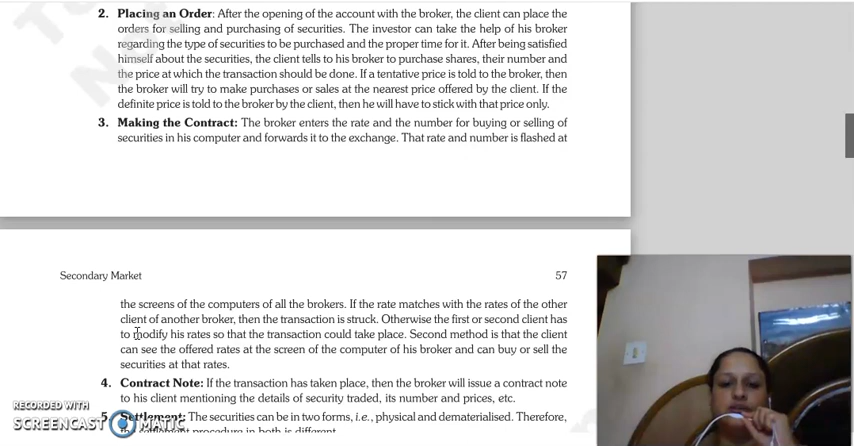 2. Placing an Order: After the opening of the account with the broker, the client can place the
orders for selling and purchasing of securities. The investor can take the help of his broker
regarding the type of securities to be purchased and the proper time for it. After being satisfied
himself about the securities, the client tells to his broker to purchase shares, their number and
the price at which the transaction should be done. If a tentative price is told to the broker, then
the broker will try to make purchases or sales at the nearest price offered by the client. If the
definite price is told to the broker by the client, then he will have to stick with that price only.
3. Making the Contract: The broker enters the rate and the number for buying or selling of
securities in his computer and forwards it to the exchange. That rate and number is flashed at
Secondary Market 57
the screens of the computers of all the brokers. If the rate matches with the rates of the other
client of another broker, then the transaction is struck. Otherwise the first or second client has
to modify his rates so that the transaction could take place. Second method is that the client
can see the offered rates at the screen of the computer of his broker and can buy or sell the
securities at that rates.
4. Contract Note: If the transaction has taken place, then the broker will issue a contract note
to his client mentioning the details of security traded, its number and prices, etc.
5. Settlement: The securities can be in two forms, i.e., physical and dematerialised. Therefore,
the settlement procedure in both is different.
RECORDED WITH
SCREENCAST MATIC